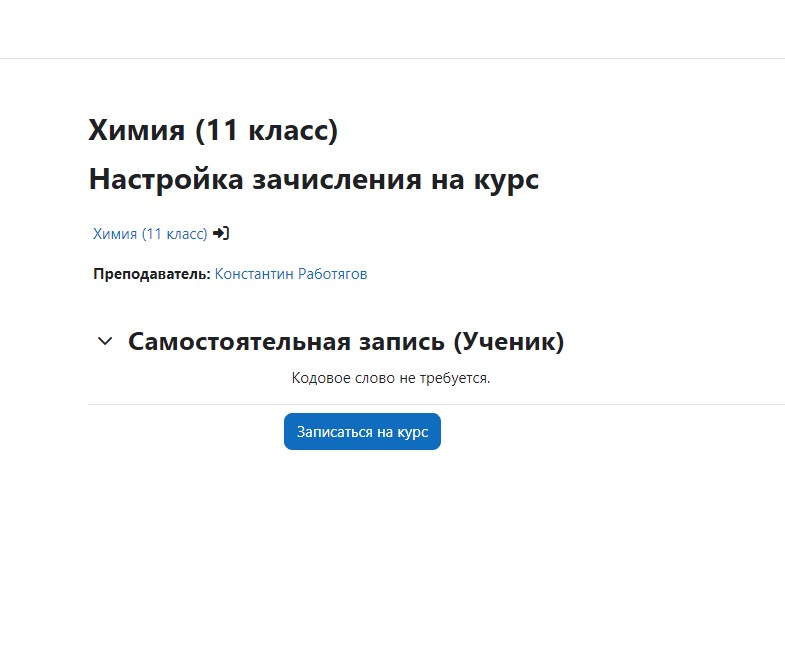 Химия (11 класс)
Настройка зачисления на курс
Химия (11 класс)
Преподаватель: Константин Работягов
Самостоятельная запись (Ученик)
Кодовое слово не требуется.
Записаться на курс